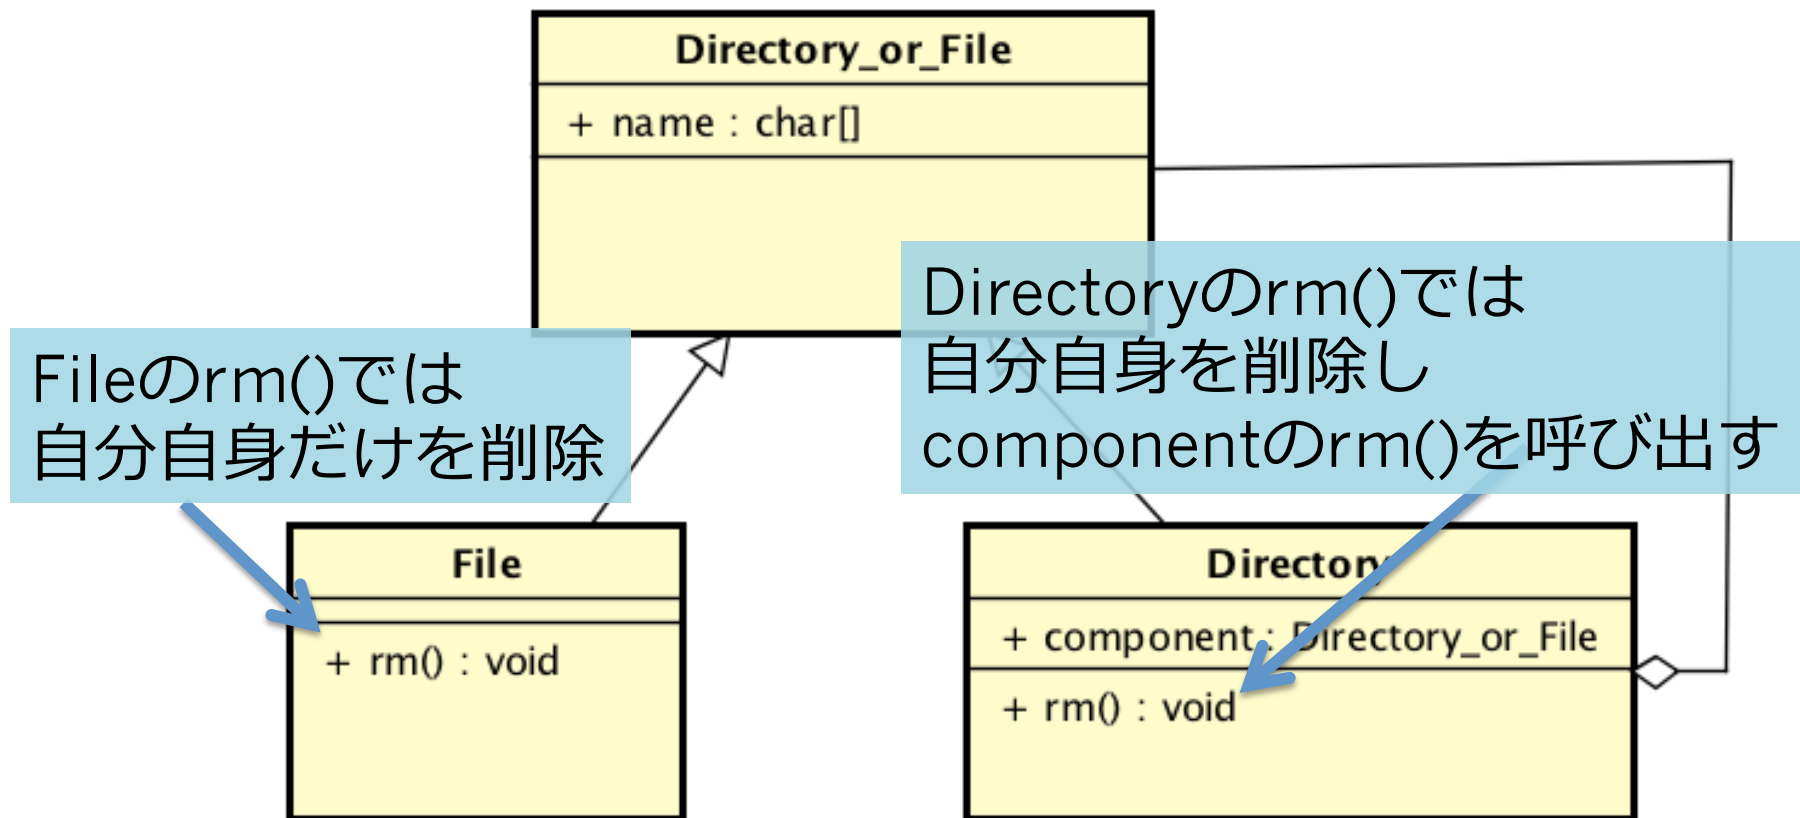 Directory_or_File
+ name : char[]
Directoryのrm()では
自分自身を削除し
componentのrm()を呼び出す
Fileのrm()では
自分自身だけを削除
File
+ rm() : void
Directory
+ component : Directory_or_File
+ rm() : void